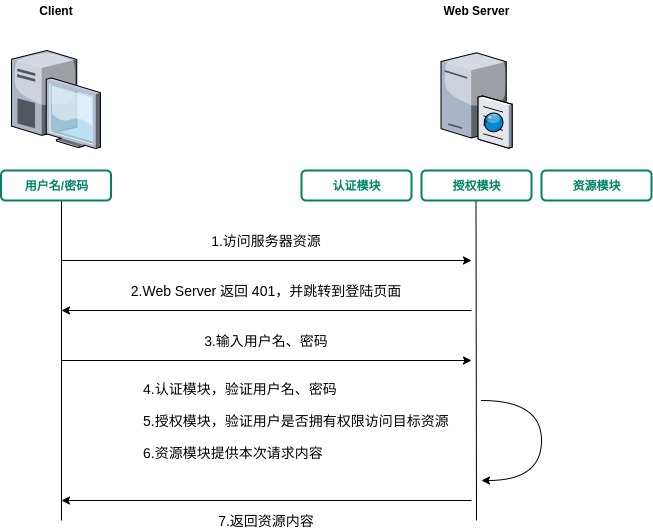 Client
Web Server
用户名/密码
认证模块
授权模块
资源模块
1.访问服务器资源
2.Web Server 返回 401，并跳转到登陆页面
3.输入用户名、密码
4.认证模块，验证用户名、密码
5.授权模块，验证用户是否拥有权限访问目标资源
6.资源模块提供本次请求内容
7.返回资源内容